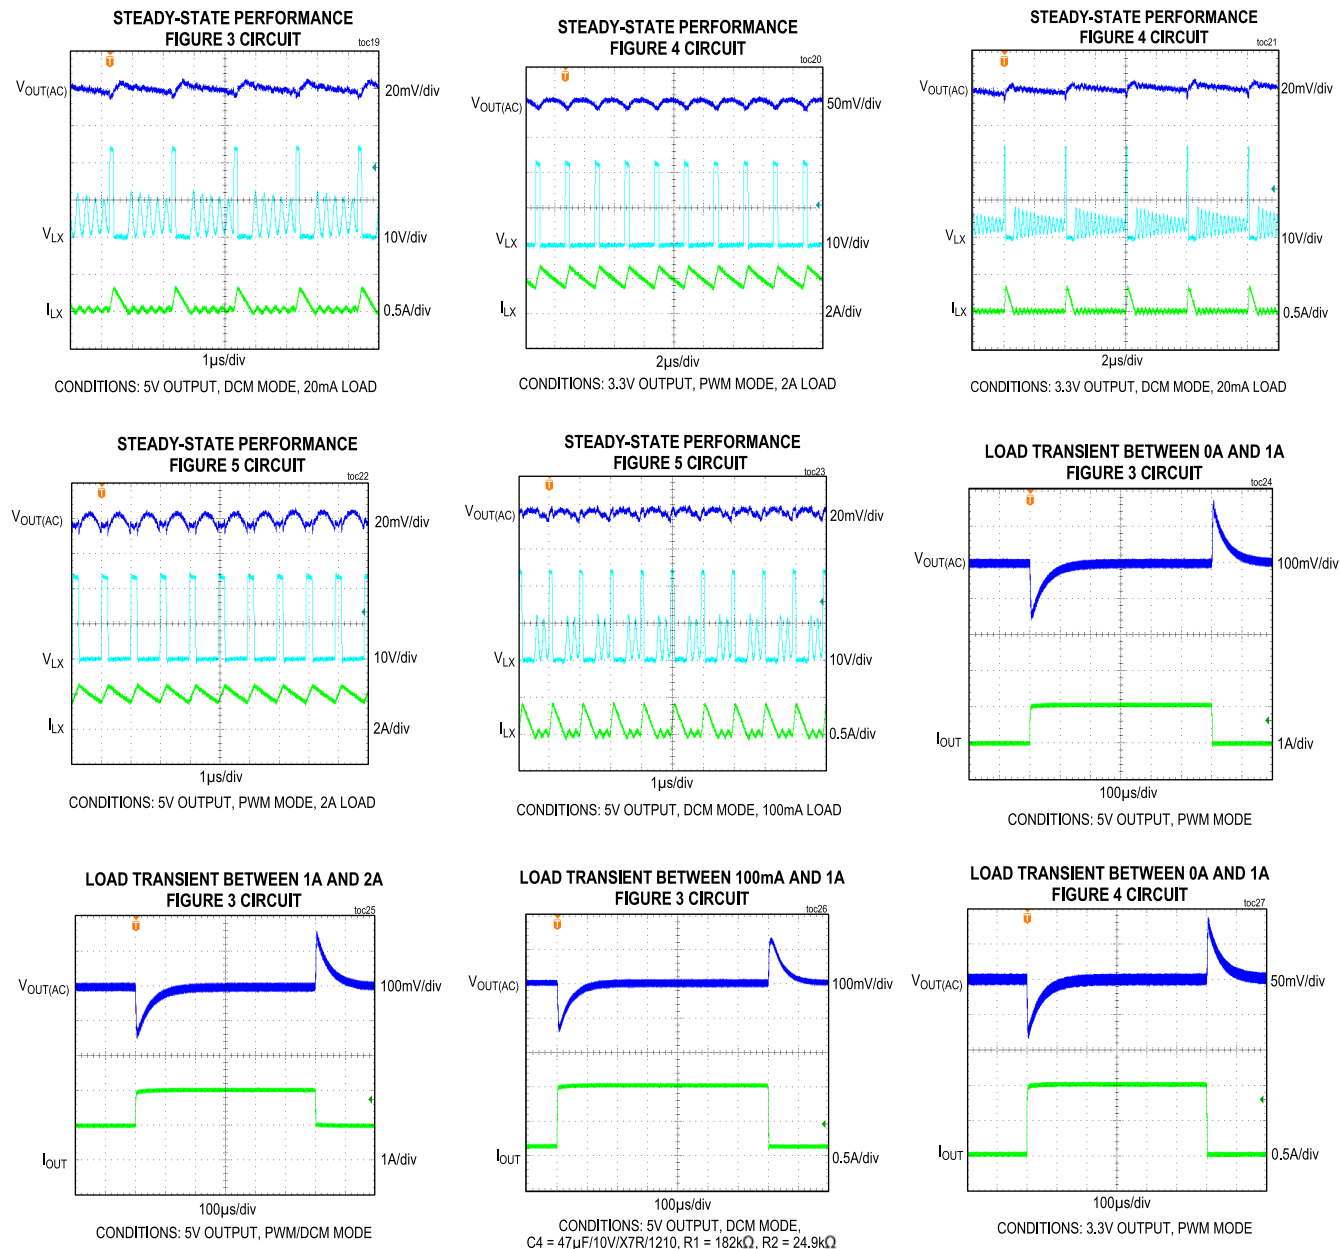 STEADY-STATE PERFORMANCE
FIGURE 3 CIRCUIT
toc19
T
VOUT(AC)
20mV/div
VLX
10V/div
ILX
0.5A/div
1µs/div
CONDITIONS: 5V OUTPUT, DCM MODE, 20mA LOAD
STEADY-STATE PERFORMANCE
FIGURE 4 CIRCUIT
toc20
T
VOUT(AC)
50mV/div
VLX
10V/div
ILX
2A/div
2µs/div
CONDITIONS: 3.3V OUTPUT, PWM MODE, 2A LOAD
STEADY-STATE PERFORMANCE
FIGURE 4 CIRCUIT
toc21
T
VOUT(AC)
20mV/div
VLX
10V/div
ILX
0.5A/div
2µs/div
CONDITIONS: 3.3V OUTPUT, DCM MODE, 20mA LOAD
STEADY-STATE PERFORMANCE
FIGURE 5 CIRCUIT
toc22
T
VOUT(AC)
20mV/div
VLX
10V/div
ILX
2A/div
1µs/div
CONDITIONS: 5V OUTPUT, PWM MODE, 2A LOAD
STEADY-STATE PERFORMANCE
FIGURE 5 CIRCUIT
toc23
T
VOUT(AC)
20mV/div
VLX
10V/div
ILX
0.5A/div
1µs/div
CONDITIONS: 5V OUTPUT, DCM MODE, 100mA LOAD
LOAD TRANSIENT BETWEEN 0A AND 1A
FIGURE 3 CIRCUIT
toc24
T
VOUT(AC)
100mV/div
IOUT
1A/div
100µs/div
CONDITIONS: 5V OUTPUT, PWM MODE
LOAD TRANSIENT BETWEEN 1A AND 2A
FIGURE 3 CIRCUIT
toc25
T
VOUT(AC)
100mV/div
IOUT
1A/div
100µs/div
CONDITIONS: 5V OUTPUT, PWM/DCM MODE
LOAD TRANSIENT BETWEEN 100mA AND 1A
FIGURE 3 CIRCUIT
toc26
T
VOUT(AC)
100mV/div
IOUT
0.5A/div
100µs/div
CONDITIONS: 5V OUTPUT, DCM MODE,
C4 = 47µF/10V/X7R/1210, R1 = 182kΩ, R2 = 24.9kΩ
LOAD TRANSIENT BETWEEN 0A AND 1A
FIGURE 4 CIRCUIT
toc27
T
VOUT(AC)
50mV/div
IOUT
0.5A/div
100µs/div
CONDITIONS: 3.3V OUTPUT, PWM MODE